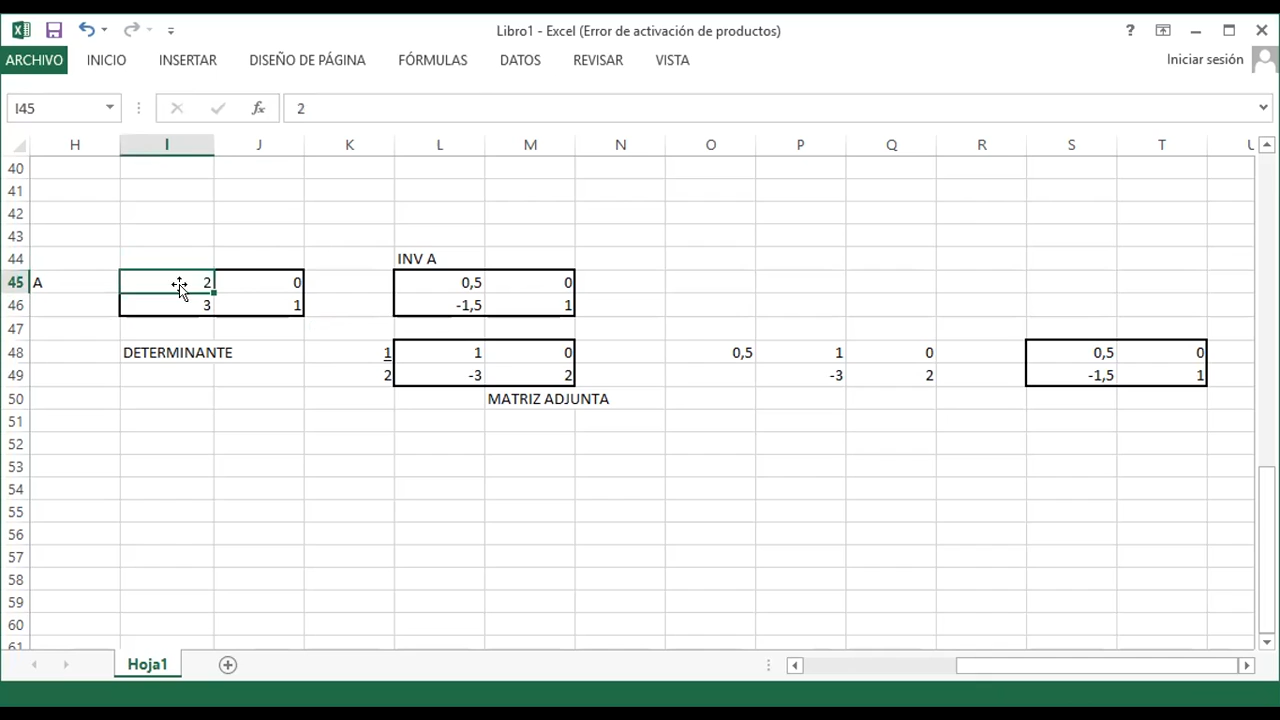 Libro1 - Excel (Error de activación de productos)
?
ARCHIVO INICIO INSERTAR DISEÑO DE PÁGINA FÓRMULAS DATOS REVISAR VISTA Iniciar sesión
I45 fx 2
H I J K L M N O P Q R S T U
40
41
42
43
44 INV A
45 A 2 0 0,5 0
46 3 1 -1,5 1
47
48 DETERMINANTE 1 1 0 0,5 1 0 0,5 0
49 2 -3 2 -3 2 -1,5 1
50 MATRIZ ADJUNTA
51
52
53
54
55
56
57
58
59
60
61
Hoja1